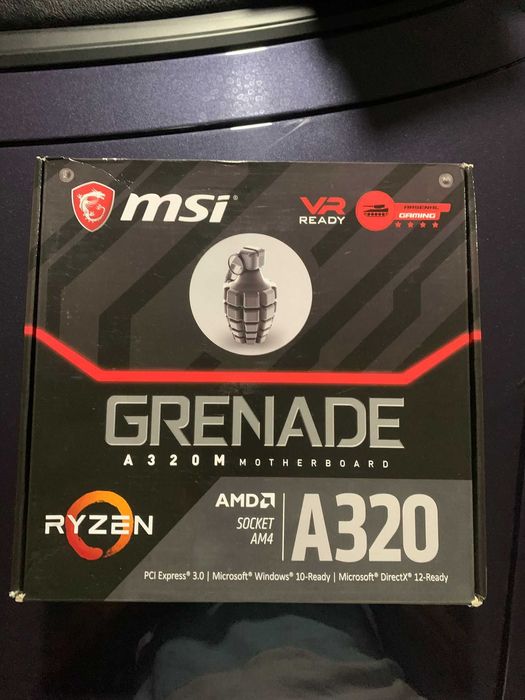 msi®
VR
READY
ARSENAL
GAMING
GRENADE
A320M MOTHERBOARD
RYZEN
AMD
SOCKET
AM4
A320
PCI Express® 3.0 | Microsoft® Windows® 10-Ready | Microsoft® DirectX® 12-Ready